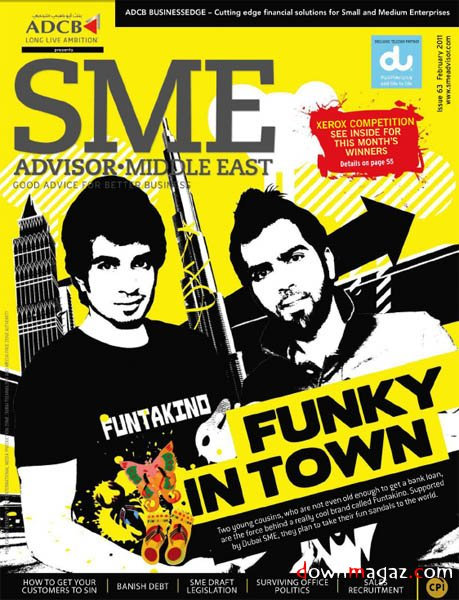 بنك أبوظبي التجاري
ADCB
LONG LIVE AMBITION
presents
ADCB BUSINESSEDGE – Cutting edge financial solutions for Small and Medium Enterprises
EXCLUSIVE TELECOM PARTNER
du
business
add life to life
Issue 63 February 2011
www.smeadvisor.com
SME
ADVISOR•MIDDLE EAST
GOOD ADVICE FOR BETTER BUSINESS
XEROX COMPETITION
SEE INSIDE FOR
THIS MONTH'S
WINNERS
Details on page 55
FUNTAKINO
FUNKY
IN TOWN
Two young cousins, who are not even old enough to get a bank loan,
are the force behind a really cool brand called Funtakino. Supported
by Dubai SME, they plan to take their fun sandals to the world.
HOW TO GET YOUR
CUSTOMERS TO SIN
BANISH DEBT
SME DRAFT
LEGISLATION
SURVIVING OFFICE
POLITICS
SALES
RECRUITMENT
CPI
downmagaz.com